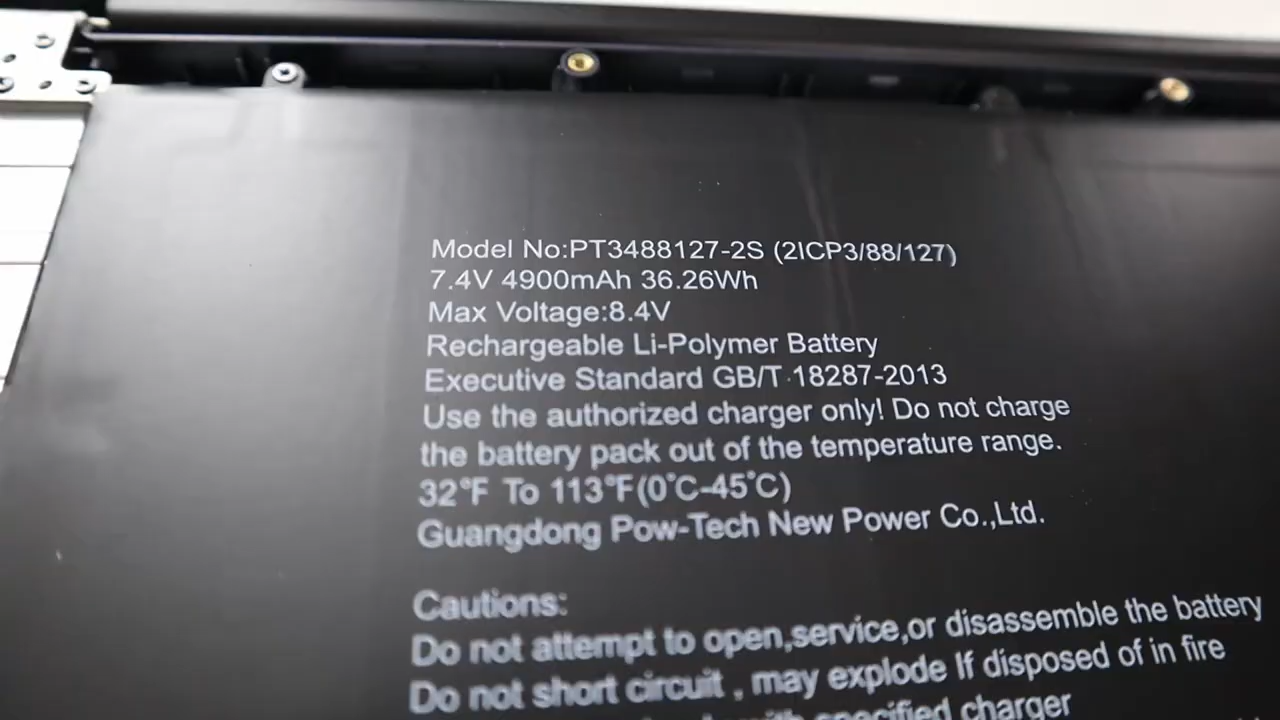 Model No:PT3488127-2S (2ICP3/88/127)
7.4V 4900mAh 36.26Wh
Max Voltage:8.4V
Rechargeable Li-Polymer Battery
Executive Standard GB/T 18287-2013
Use the authorized charger only! Do not charge
the battery pack out of the temperature range.
32°F To 113°F(0°C-45°C)
Guangdong Pow-Tech New Power Co.,Ltd.
Cautions:
Do not attempt to open,service,or disassemble the battery
Do not short circuit , may explode If disposed of in fire
with specified charger